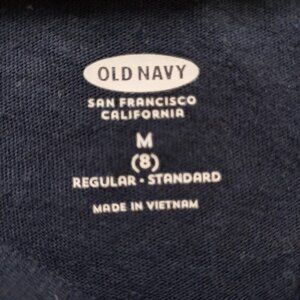 OLD NAVY
SAN FRANCISCO
CALIFORNIA
M
(8)
REGULAR • STANDARD
MADE IN VIETNAM